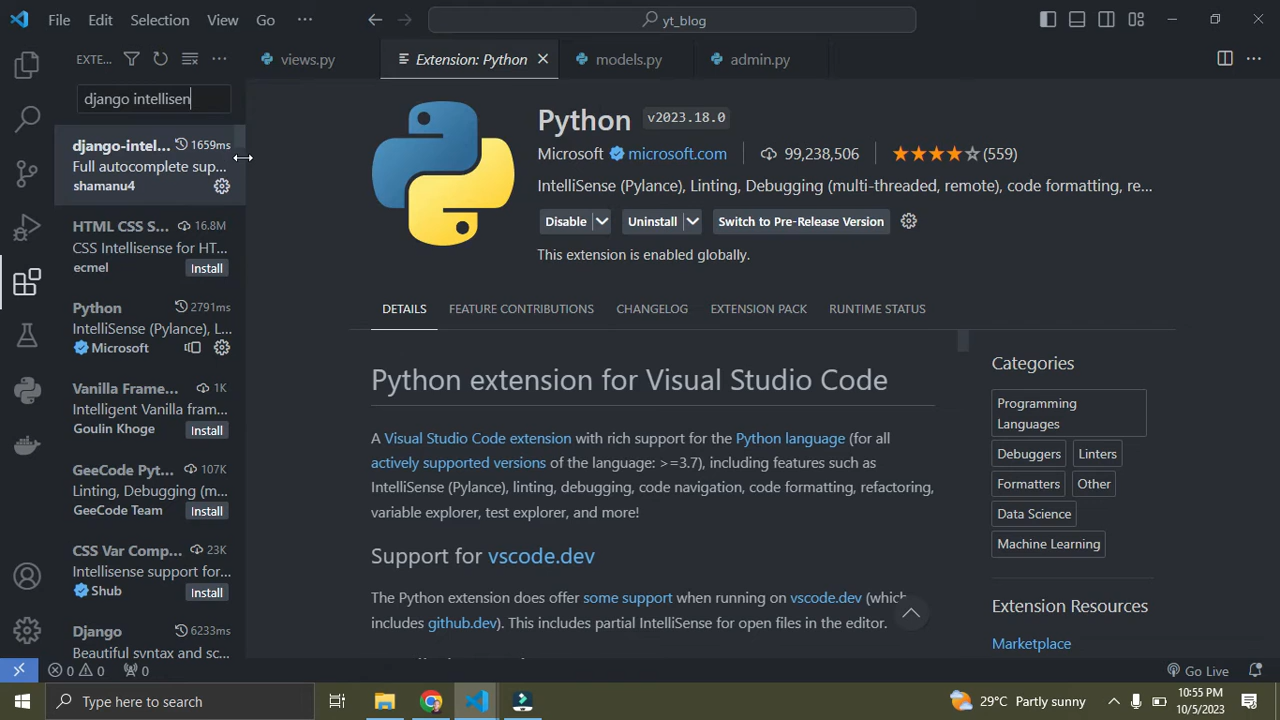 File Edit Selection View Go ··· yt_blog
EXTE... ···
views.py Extension: Python models.py admin.py ···
django intellisen
django-intel... 1659ms
Full autocomplete sup...
shamanu4
HTML CSS S... 16.8M
CSS Intellisense for HT...
ecmel Install
Python 2791ms
IntelliSense (Pylance), L...
Microsoft
Vanilla Frame... 1K
Intelligent Vanilla fram...
Goulin Khoge Install
GeeCode Pyt... 107K
Linting, Debugging (m...
GeeCode Team Install
CSS Var Comp... 23K
Intellisense support for...
Shub Install
Django 6233ms
Beautiful syntax and sc...
Python v2023.18.0
Microsoft microsoft.com 99,238,506 (559)
IntelliSense (Pylance), Linting, Debugging (multi-threaded, remote), code formatting, re...
Disable Uninstall Switch to Pre-Release Version
This extension is enabled globally.
DETAILS FEATURE CONTRIBUTIONS CHANGELOG EXTENSION PACK RUNTIME STATUS
Python extension for Visual Studio Code
A Visual Studio Code extension with rich support for the Python language (for all
actively supported versions of the language: >=3.7), including features such as
IntelliSense (Pylance), linting, debugging, code navigation, code formatting, refactoring,
variable explorer, test explorer, and more!
Support for vscode.dev
The Python extension does offer some support when running on vscode.dev (which
includes github.dev). This includes partial IntelliSense for open files in the editor.
Categories
Programming
Languages
Debuggers Linters
Formatters Other
Data Science
Machine Learning
Extension Resources
Marketplace
0 0 0 Go Live
Type here to search 29°C Partly sunny 10:55 PM
10/5/2023